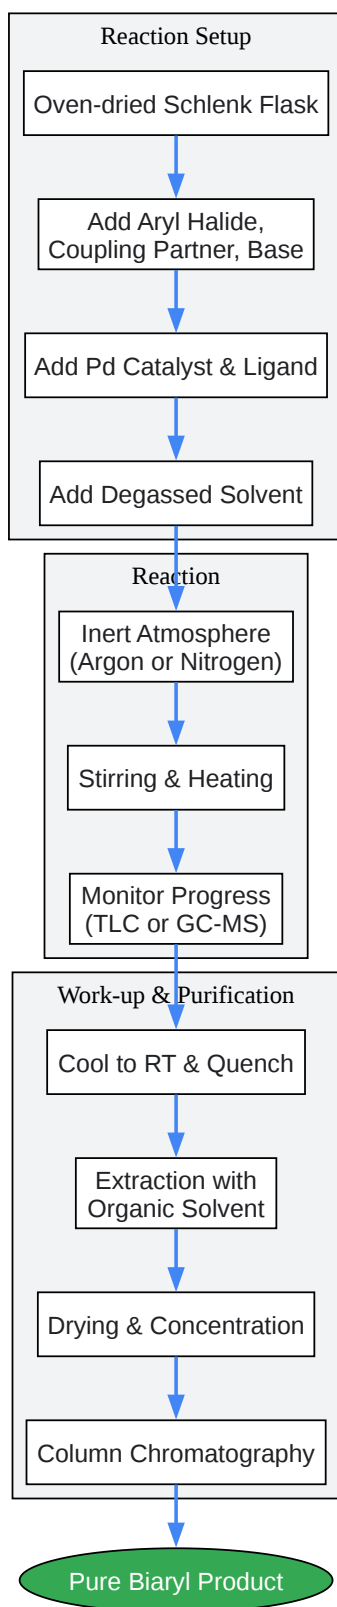 Reaction Setup
Oven-dried Schlenk Flask
Add Aryl Halide,
Coupling Partner, Base
Add Pd Catalyst & Ligand
Add Degassed Solvent
Reaction
Inert Atmosphere
(Argon or Nitrogen)
Stirring & Heating
Monitor Progress
(TLC or GC-MS)
Work-up & Purification
Cool to RT & Quench
Extraction with
Organic Solvent
Drying & Concentration
Column Chromatography
Pure Biaryl Product